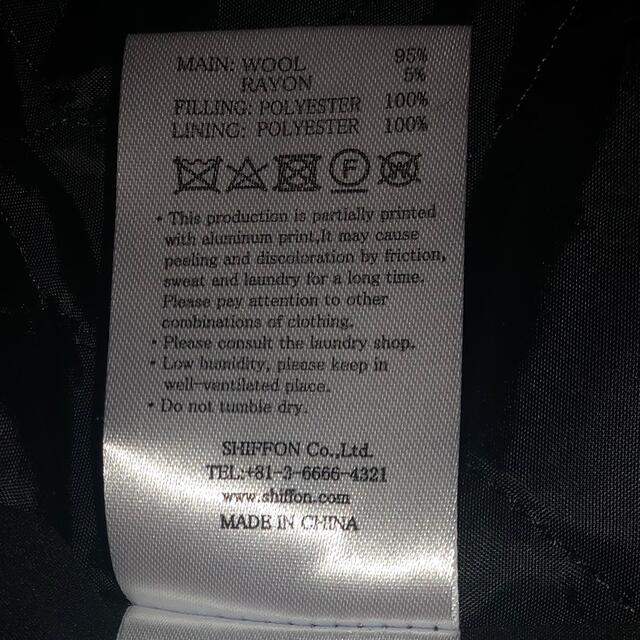 MAIN: WOOL 95%
RAYON 5%
FILLING: POLYESTER 100%
LINING: POLYESTER 100%
F W
• This production is partially printed
with aluminum print,It may cause
peeling and discoloration by friction,
sweat and laundry for a long time.
Please pay attention to other
combinations of clothing.
• Please consult the laundry shop.
• Low humidity, please keep in
well-ventilated place.
• Do not tumble dry.
SHIFFON Co.,Ltd.
TEL:+81-3-6666-4321
www.shiffon.com
MADE IN CHINA